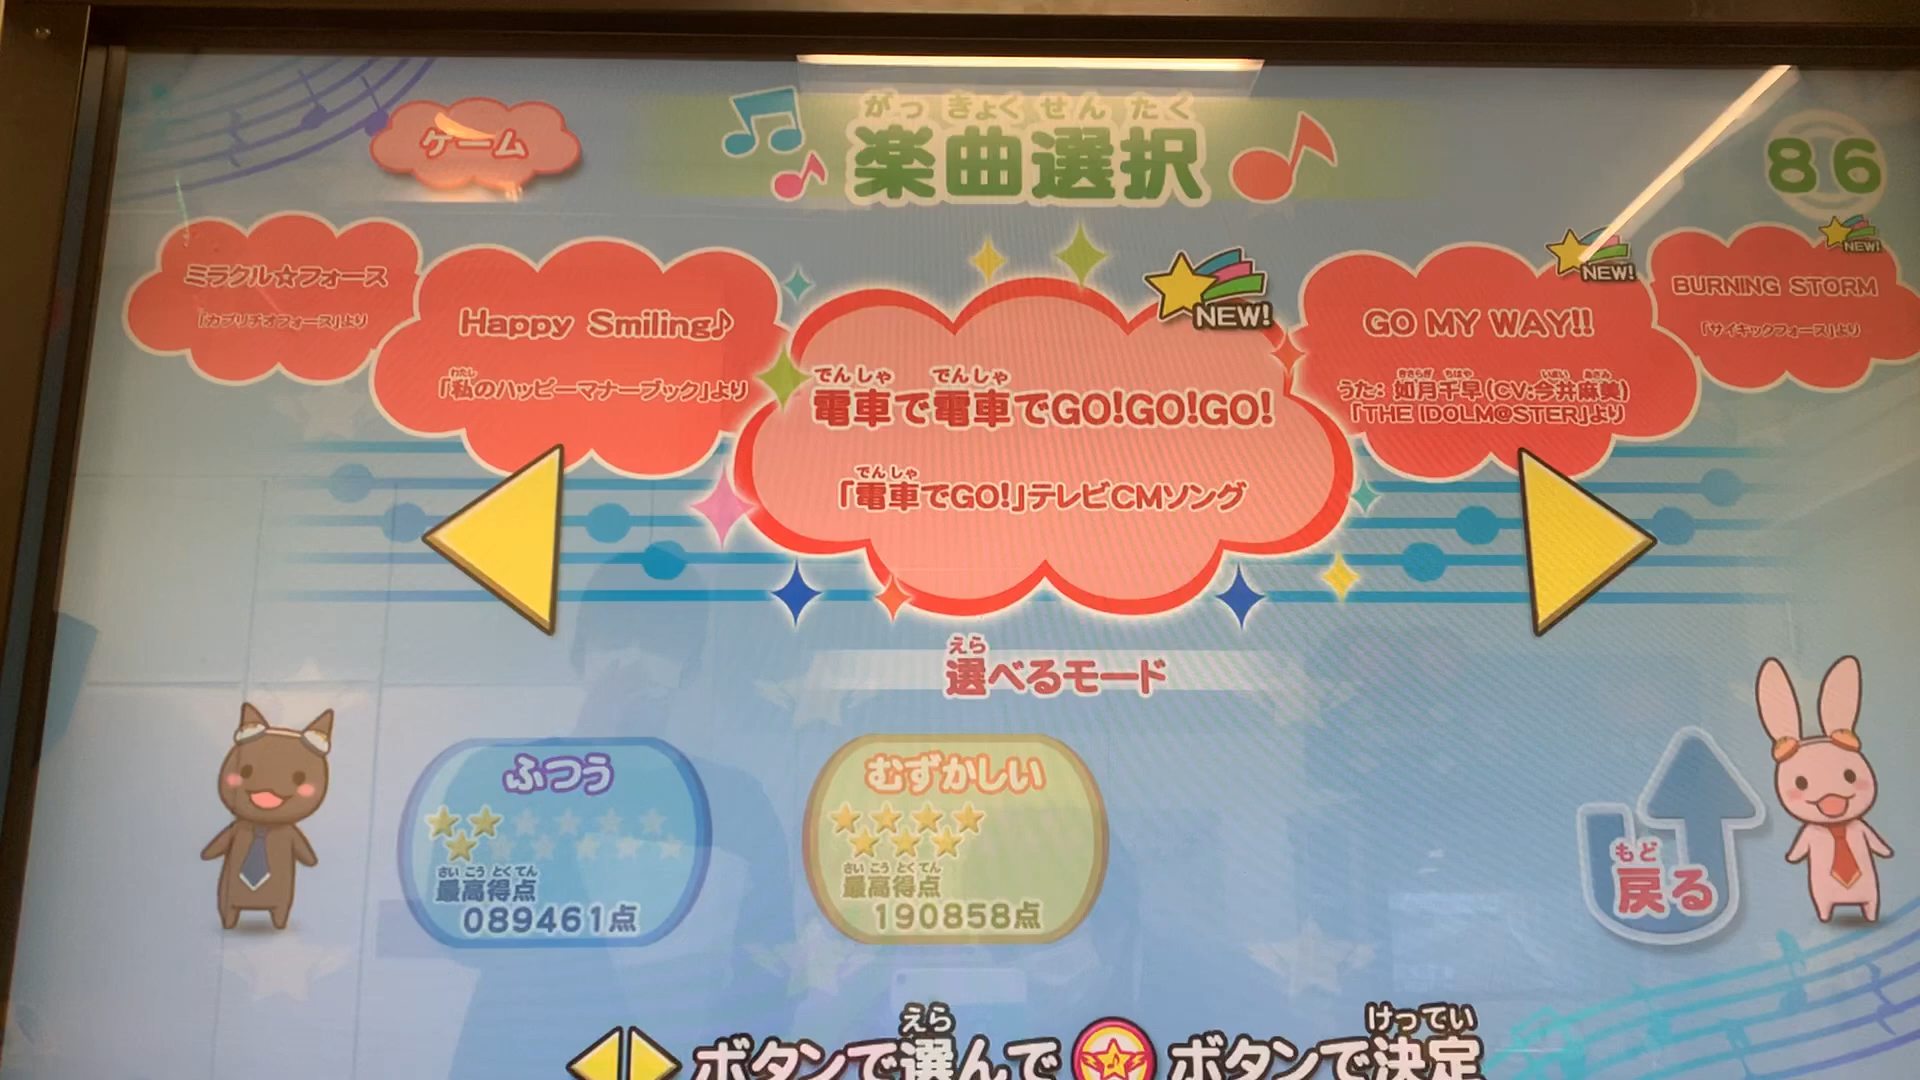 ケーム
がっきょくせんたく
楽曲選択
86
ミラクル☆フォース
「カプリチオフォース」より
Happy Smiling♪
わたし
「私のハッピーマナーブック」より
NEW!
でんしゃ でんしゃ
電車で電車でGO!GO!GO!
でんしゃ
「電車でGO!」テレビCMソング
NEW!
GO MY WAY!!
きさらぎ ちはや いまい あさみ
うた: 如月千早(CV:今井麻美)
「THE IDOLM@STER」より
NEW!
BURNING STORM
「サイキックフォース」より
えら
選べるモード
ふつう
さいこうとくてん
最高得点
089461点
むずかしい
さいこうとくてん
最高得点
190858点
もど
戻る
えら けってい
ボタンで選んで ボタンで決定